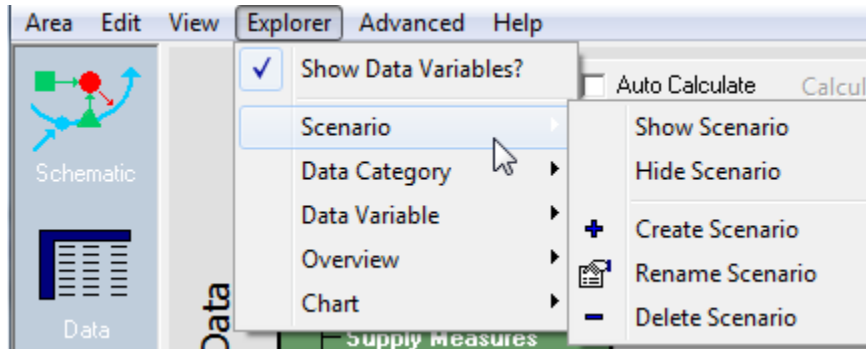 Area Edit View Explorer Advanced Help
Show Data Variables?
Auto Calculate
Scenario
Show Scenario
Schematic
Data Category
Hide Scenario
Data Variable
Create Scenario
Overview
Rename Scenario
Data
Chart
Delete Scenario
Data
Supply Measures